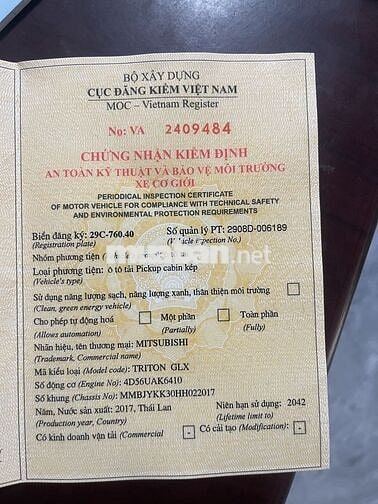 BỘ XÂY DỰNG
CỤC ĐĂNG KIỂM VIỆT NAM
MOC – Vietnam Register
No: VA 2409484
CHỨNG NHẬN KIỂM ĐỊNH
AN TOÀN KỸ THUẬT VÀ BẢO VỆ MÔI TRƯỜNG
XE CƠ GIỚI
PERIODICAL INSPECTION CERTIFICATE
OF MOTOR VEHICLE FOR COMPLIANCE WITH TECHNICAL SAFETY
AND ENVIRONMENTAL PROTECTION REQUIREMENTS
Biển đăng ký: 29C-760.40 Số quản lý PT: 2908D-006189
(Registration plate) (Vehicle inspection No.)
Nhóm phương tiện
Loại phương tiện: ô tô tải Pickup cabin kép
(Vehicle's type)
Sử dụng năng lượng sạch, năng lượng xanh, thân thiện môi trường
(Clean, green energy vehicle)
Cho phép tự động hoá Một phần Toàn phần
(Allows automation) (Partially) (Fully)
Nhãn hiệu, tên thương mại: MITSUBISHI
(Trademark, Commercial name)
Mã kiểu loại (Model code): TRITON GLX
Số động cơ (Engine No): 4D56UAK6410
Số khung (Chassis No): MMBJYKK30HH022017
Năm, Nước sản xuất: 2017, Thái Lan Niên hạn sử dụng: 2042
(Production year, Country) (Lifetime limit to)
Có kinh doanh vận tải (Commercial Có cải tạo (Modification):